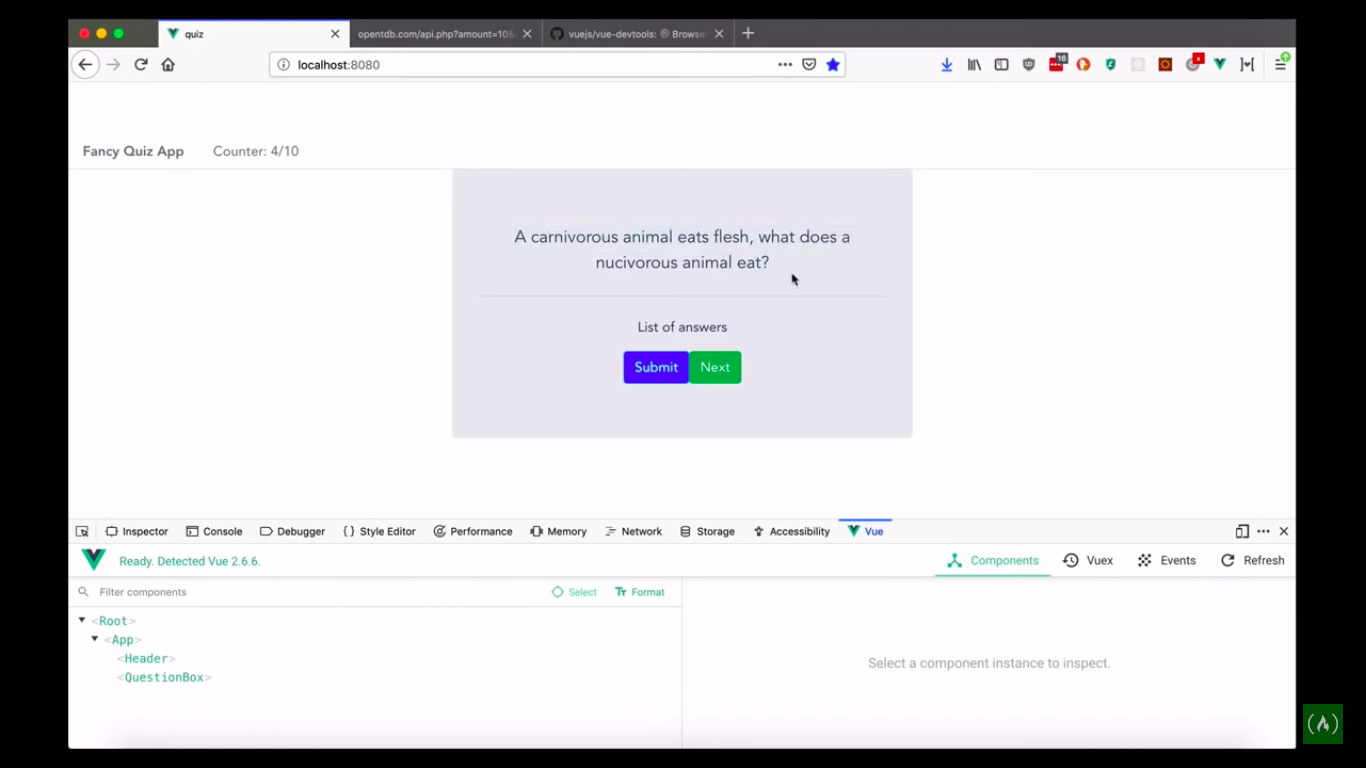 quiz
opentdb.com/api.php?amount=10&
vuejs/vue-devtools:
Browser
localhost:8080
16
x
Fancy Quiz App
Counter: 4/10
A carnivorous animal eats flesh, what does a
nucivorous animal eat?
List of answers
Submit
Next
Inspector
Console
Debugger
{ } Style Editor
Performance
Memory
Network
Storage
Accessibility
Vue
Ready. Detected Vue 2.6.6.
Components
Vuex
Events
Refresh
Filter components
Select
Tт Format
<Root>
<App>
<Header>
<QuestionBox>
Select a component instance to inspect.